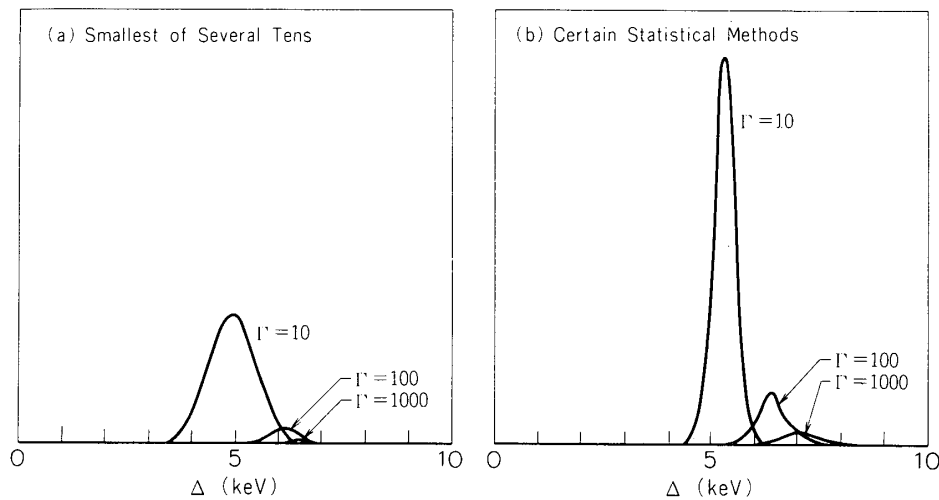 (a) Smallest of Several Tens
Γ = 10
Γ = 100
Γ = 1000
0 5 10
Δ (keV)
(b) Certain Statistical Methods
Γ = 10
Γ = 100
Γ = 1000
0 5 10
Δ (keV)